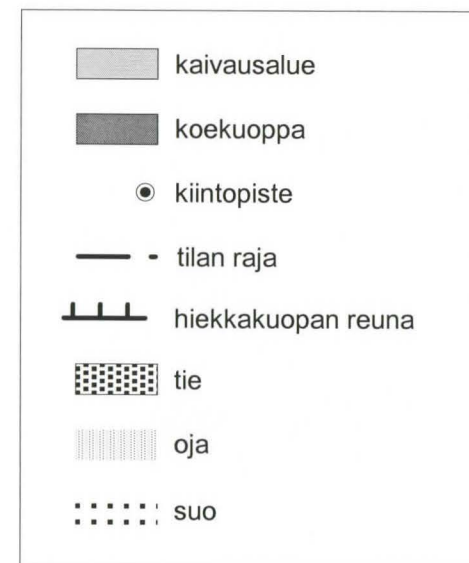 kaivausalue
koekuoppa
kiintopiste
tilan raja
hiekkakuopan reuna
tie
oja
suo